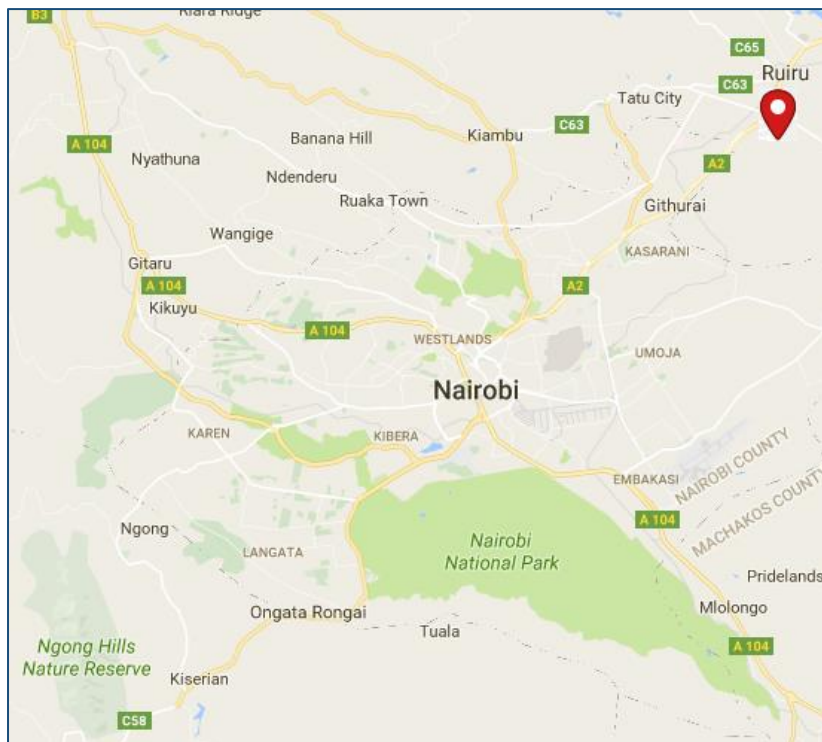 B3
Riara Ridge
C65
Ruiru
C63
Tatu City
A 104
Banana Hill
Kiambu
C63
Nyathuna
A2
Ndenderu
Ruaka Town
Githurai
Wangige
KASARANI
Gitaru
A 104
A2
Kikuyu
A 104
WESTLANDS
UMOJA
Nairobi
KAREN
KIBERA
NAIROBI COUNTY
EMBAKASI
MACHAKOS COUNTY
A 104
Ngong
Nairobi
National Park
LANGATA
Pridelands
Mlolongo
Ongata Rongai
Tuala
A 104
Ngong Hills
Nature Reserve
Kiserian
C58